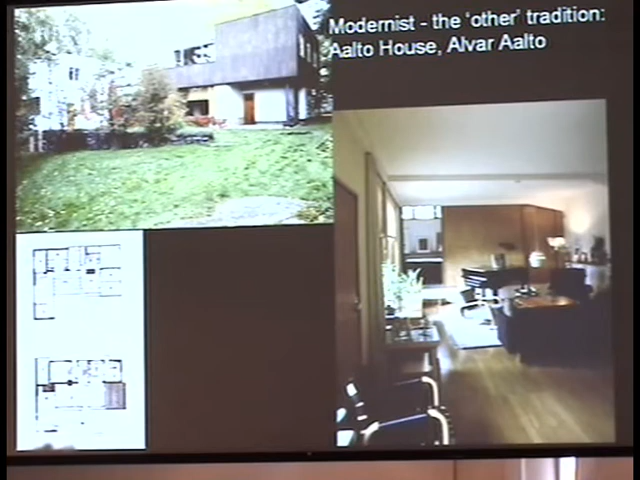 Modernist - the 'other' tradition:
Aalto House, Alvar Aalto